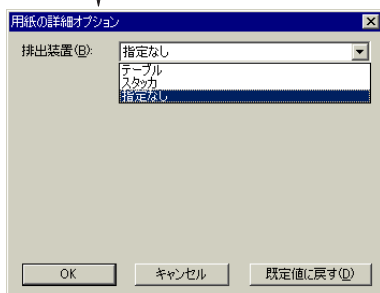 用紙の詳細オプション
排出装置(B): 指定なし
テーブル
スタッカ
指定なし
OK キャンセル 既定値に戻す(D)